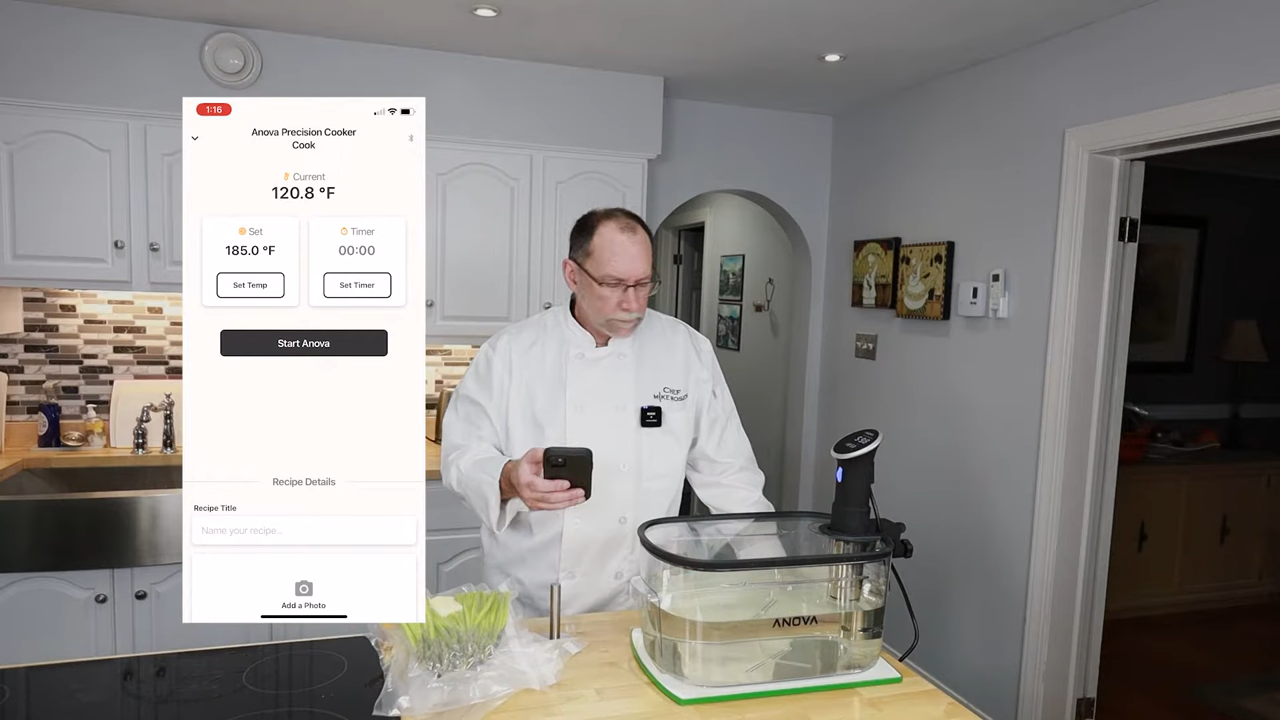 1:16
Anova Precision Cooker
Cook
Current
120.8 °F
Set
185.0 °F
Set Temp
Timer
00:00
Set Timer
Start Anova
Recipe Details
Recipe Title
Name your recipe...
Add a Photo
CHEF
ANOVA